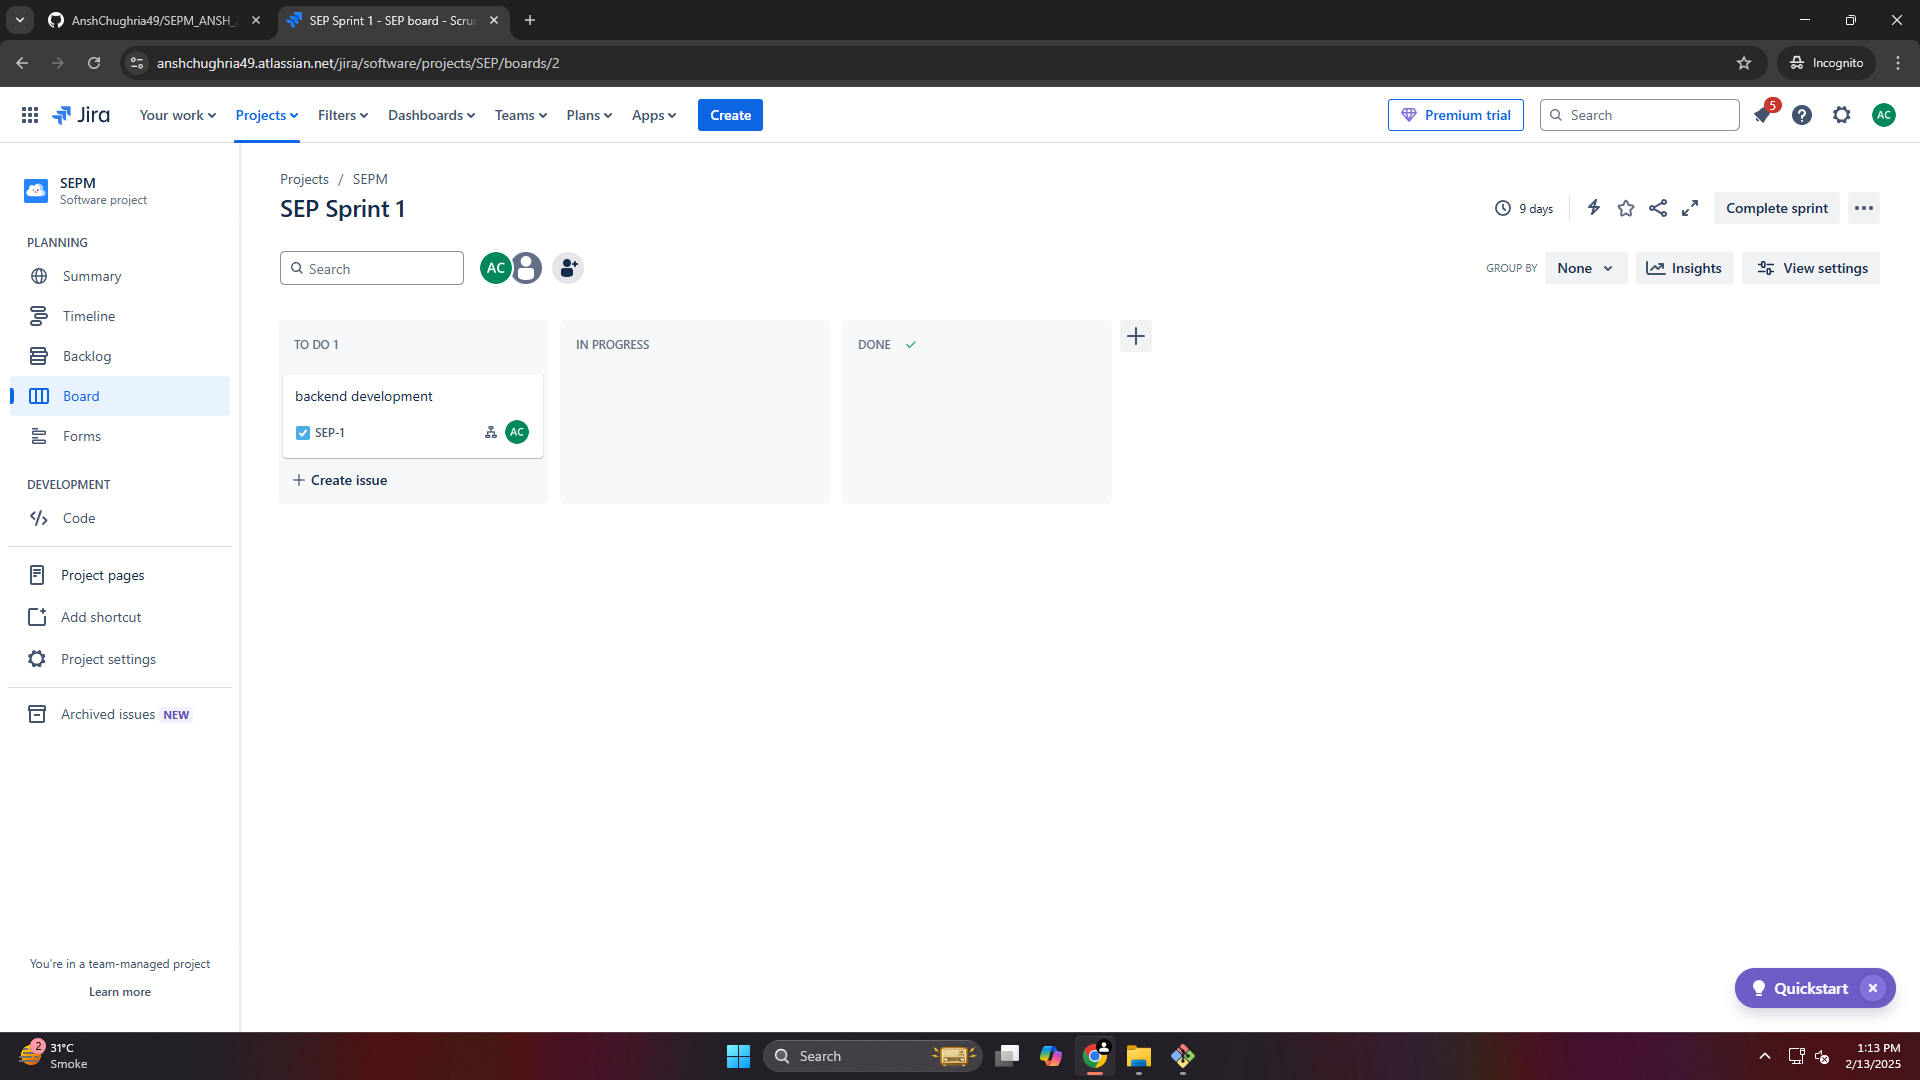 AnshChughria49/SEPM_ANSH_
SEP Sprint 1 - SEP board - Scrum
anshchughria49.atlassian.net/jira/software/projects/SEP/boards/2
Incognito
Jira
Your work
Projects
Filters
Dashboards
Teams
Plans
Apps
Create
Premium trial
Search
5
AC
SEPM
Software project
PLANNING
Summary
Timeline
Backlog
Board
Forms
DEVELOPMENT
Code
Project pages
Add shortcut
Project settings
Archived issues NEW
You're in a team-managed project
Learn more
Projects / SEPM
SEP Sprint 1
9 days
Complete sprint
Search
AC
GROUP BY
None
Insights
View settings
TO DO 1
backend development
SEP-1
AC
Create issue
IN PROGRESS
DONE
Quickstart
2
31°C
Smoke
Search
1:13 PM
2/13/2025